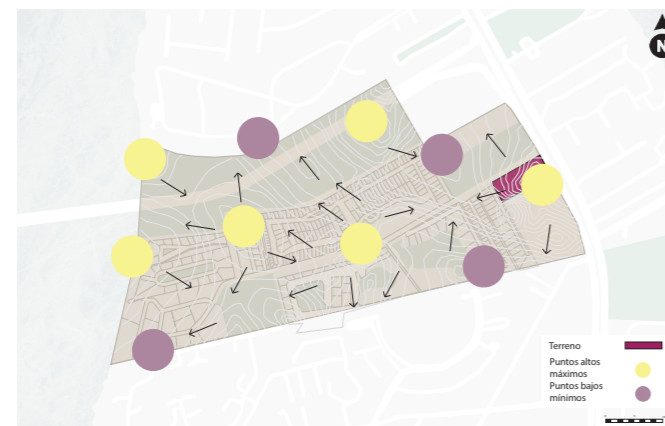 N
Terreno
Puntos altos
máximos
Puntos bajos
mínimos